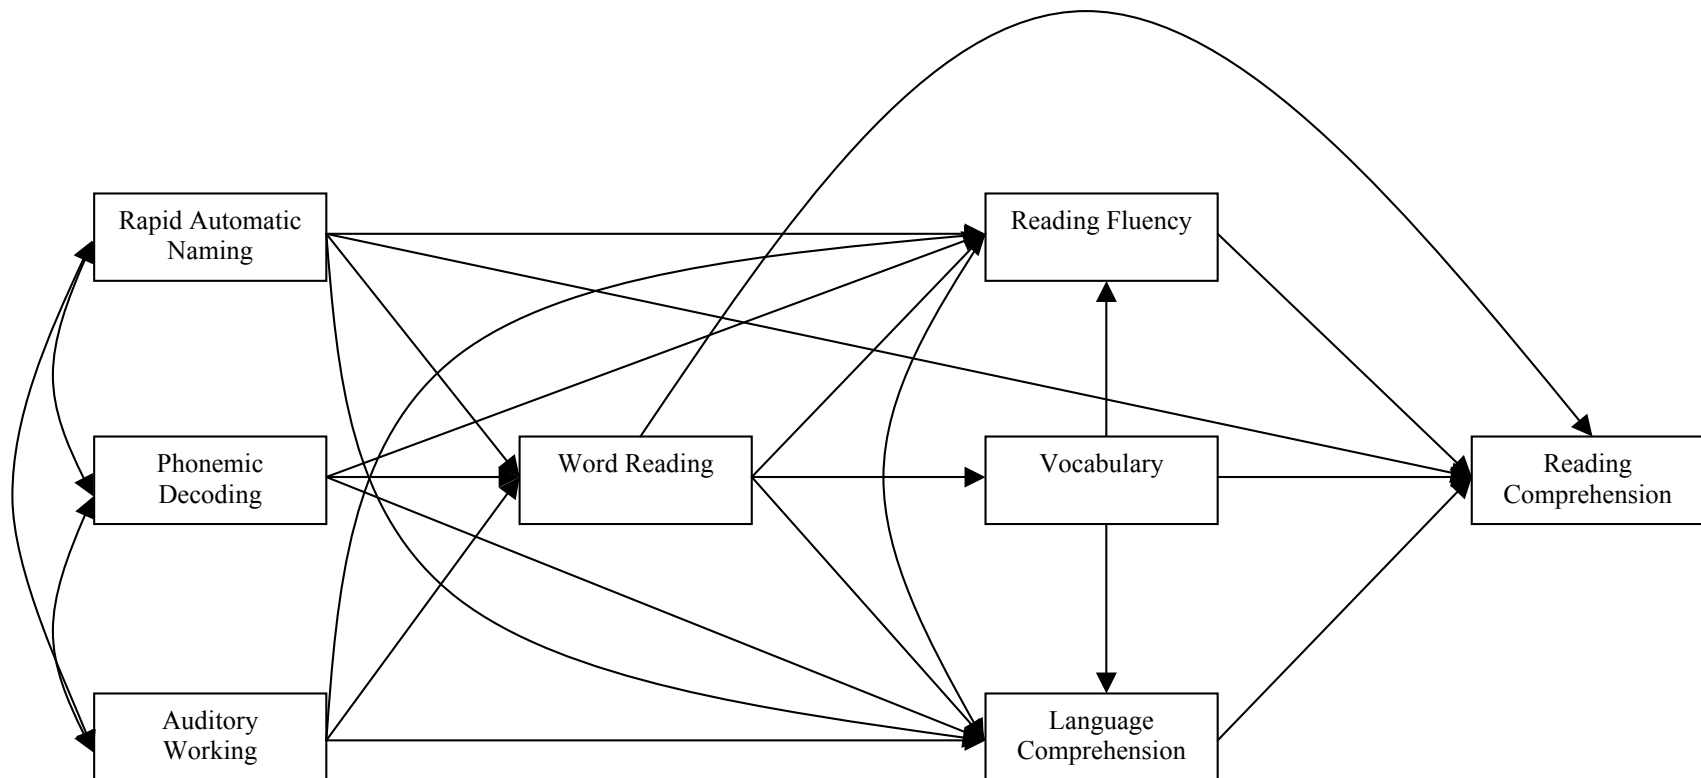 Rapid Automatic
Naming
Reading Fluency
Phonemic
Decoding
Word Reading
Vocabulary
Reading
Comprehension
Auditory
Working
Language
Comprehension